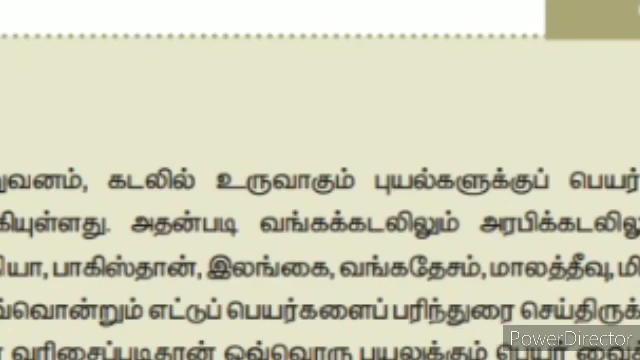 றுவனம், கடலில் உருவாகும் புயல்களுக்குப் பெயர்
கியுள்ளது. அதன்படி வங்கக்கடலிலும் அரபிக்கடலிலு
யா, பாகிஸ்தான், இலங்கை, வங்கதேசம், மாலத்தீவு, மி
வ்வொன்றும் எட்டுப் பெயர்களைப் பரிந்துரை செய்திருக்
வரிசைப்படிதான் ஒவ்வொரு புயலுக்கும் பெயர்
PowerDirector